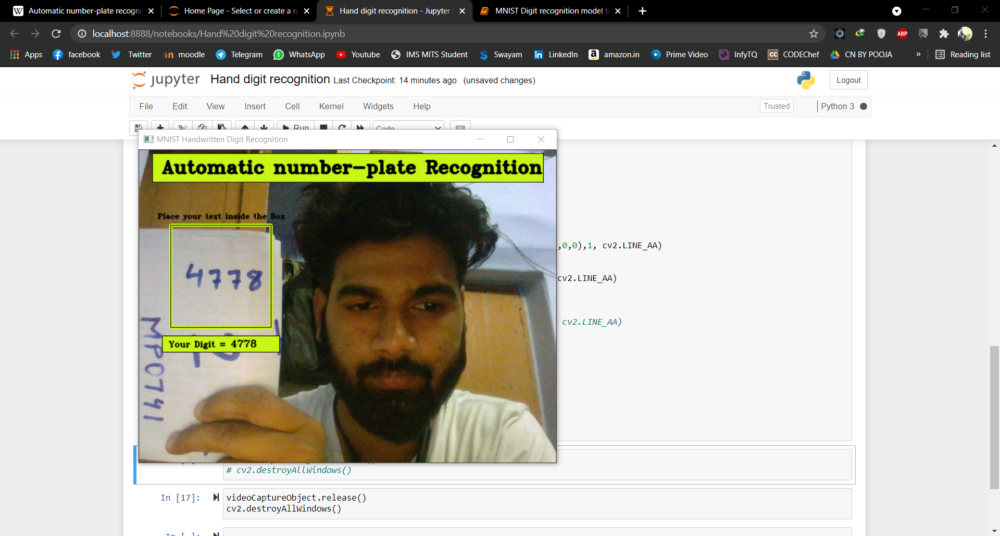 Automatic number-plate recogni
Home Page - Select or create a n
Hand digit recognition - Jupyter
MNIST Digit recognition model t
localhost:8888/notebooks/Hand%20digit%20recognition.ipynb
ABP
Apps facebook Twitter moodle Telegram WhatsApp Youtube IMS MITS Student Swayam LinkedIn amazon.in Prime Video InfyTQ CODEChef CN BY POOJA » Reading list
jupyter Hand digit recognition Last Checkpoint: 14 minutes ago (unsaved changes) Logout
File Edit View Insert Cell Kernel Widgets Help Trusted Python 3
Run Code
MNIST Handwritten Digit Recognition
Automatic number-plate Recognition
Place your text inside the Box
4778
Your Digit = 4778
MP0741
,0,0),1, cv2.LINE_AA)
cv2.LINE_AA)
cv2.LINE_AA)
# cv2.destroyAllWindows()
In [17]: videoCaptureObject.release()
cv2.destroyAllWindows()
In [ ]: